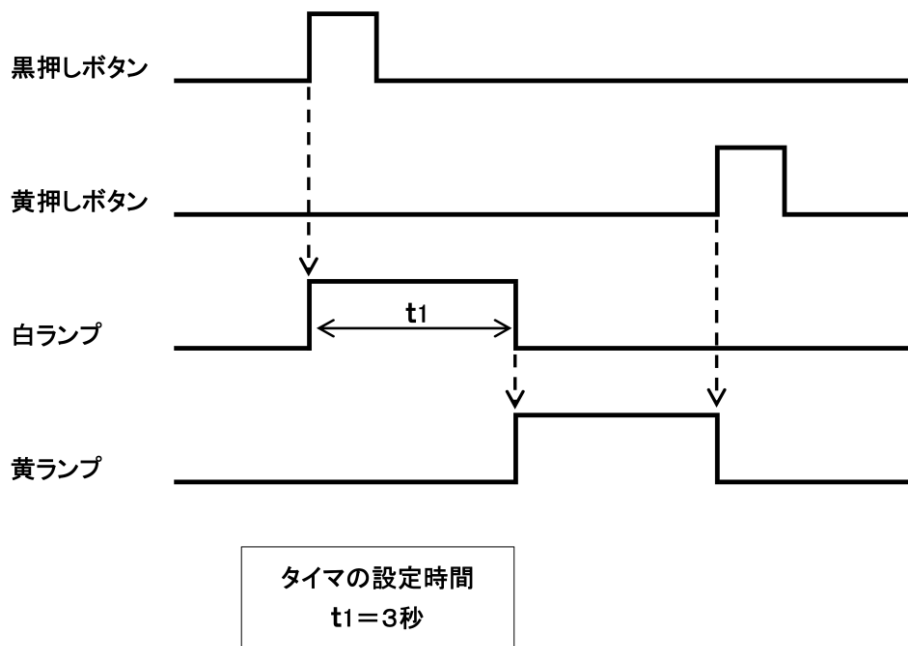 黒押しボタン
黄押しボタン
白ランプ
t1
黄ランプ
タイマの設定時間
t1＝3秒